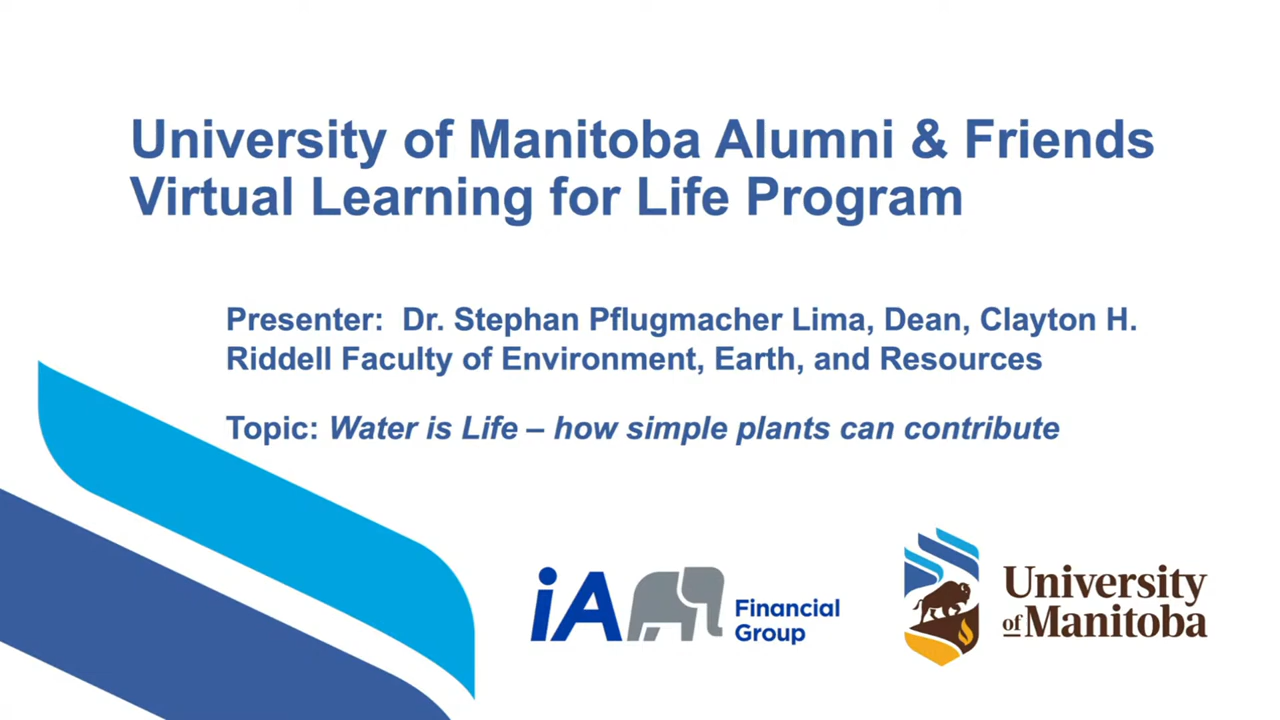 University of Manitoba Alumni & Friends
Virtual Learning for Life Program
Presenter:  Dr. Stephan Pflugmacher Lima, Dean, Clayton H.
Riddell Faculty of Environment, Earth, and Resources
Topic: Water is Life – how simple plants can contribute
iA Financial
Group
University
of Manitoba